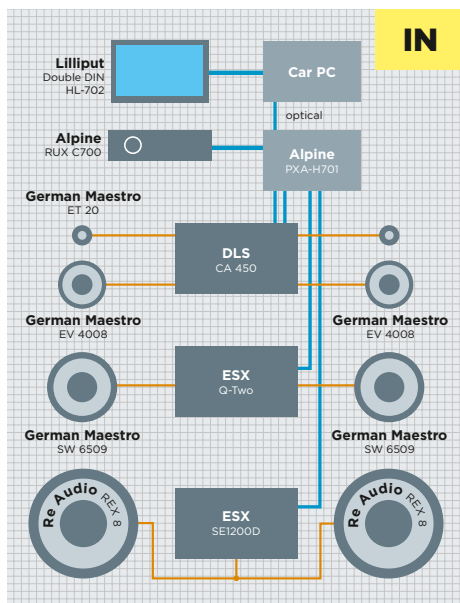 IN
Lilliput
Double DIN
HL-702
Car PC
optical
Alpine
RUX C700
Alpine
PXA-H701
German Maestro
ET 20
DLS
CA 450
German Maestro
EV 4008
German Maestro
EV 4008
ESX
Q-Two
German Maestro
SW 6509
German Maestro
SW 6509
Re Audio REX 8
ESX
SE1200D
Re Audio REX 8